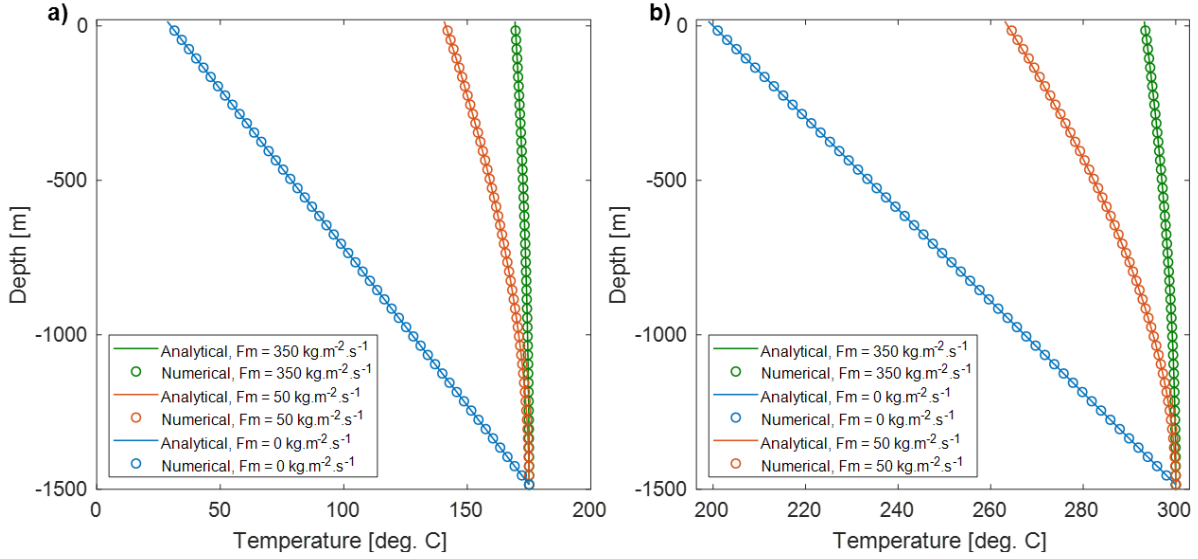 a)
0
-500
-1000
-1500
Depth [m]
Analytical, Fm = 350 kg.m⁻².s⁻¹
Numerical, Fm = 350 kg.m⁻².s⁻¹
Analytical, Fm = 50 kg.m⁻².s⁻¹
Numerical, Fm = 50 kg.m⁻².s⁻¹
Analytical, Fm = 0 kg.m⁻².s⁻¹
Numerical, Fm = 0 kg.m⁻².s⁻¹
0 50 100 150 200
Temperature [deg. C]
b)
0
-500
-1000
-1500
Depth [m]
Analytical, Fm = 350 kg.m⁻².s⁻¹
Numerical, Fm = 350 kg.m⁻².s⁻¹
Analytical, Fm = 0 kg.m⁻².s⁻¹
Numerical, Fm = 0 kg.m⁻².s⁻¹
Analytical, Fm = 50 kg.m⁻².s⁻¹
Numerical, Fm = 50 kg.m⁻².s⁻¹
200 220 240 260 280 300
Temperature [deg. C]